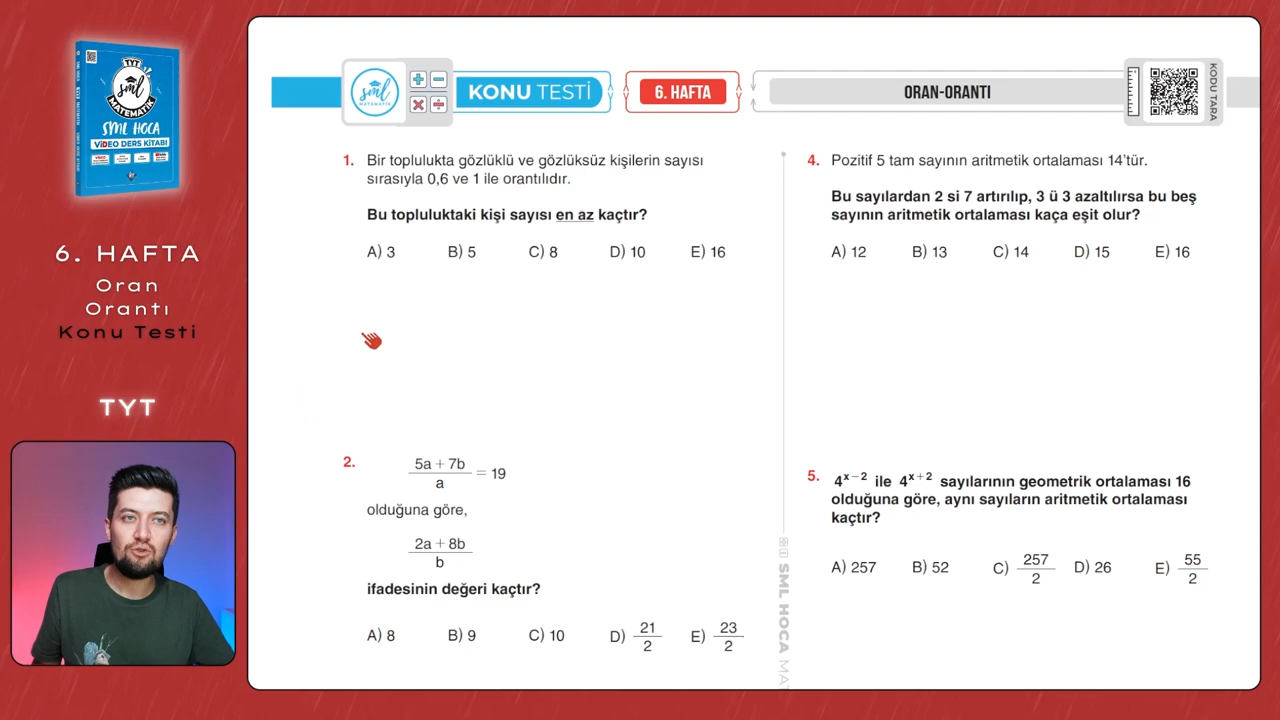 TYT
sml
MATEMATİK
SML HOCA
VİDEO DERS KİTABI
6. HAFTA
Oran
Orantı
Konu Testi
TYT
sml
MATEMATİK
KONU TESTİ
6. HAFTA
ORAN-ORANTI
KODU TARA
1. Bir toplulukta gözlüklü ve gözlüksüz kişilerin sayısı
sırasıyla 0,6 ve 1 ile orantılıdır.
Bu topluluktaki kişi sayısı en az kaçtır?
A) 3 B) 5 C) 8 D) 10 E) 16
2. (5a + 7b)/a = 19
olduğuna göre,
(2a + 8b)/b
ifadesinin değeri kaçtır?
A) 8 B) 9 C) 10 D) 21/2 E) 23/2
4. Pozitif 5 tam sayının aritmetik ortalaması 14'tür.
Bu sayılardan 2 si 7 artırılıp, 3 ü 3 azaltılırsa bu beş
sayının aritmetik ortalaması kaça eşit olur?
A) 12 B) 13 C) 14 D) 15 E) 16
5. 4^(x−2) ile 4^(x+2) sayılarının geometrik ortalaması 16
olduğuna göre, aynı sayıların aritmetik ortalaması
kaçtır?
A) 257 B) 52 C) 257/2 D) 26 E) 55/2
SML HOCA MAT